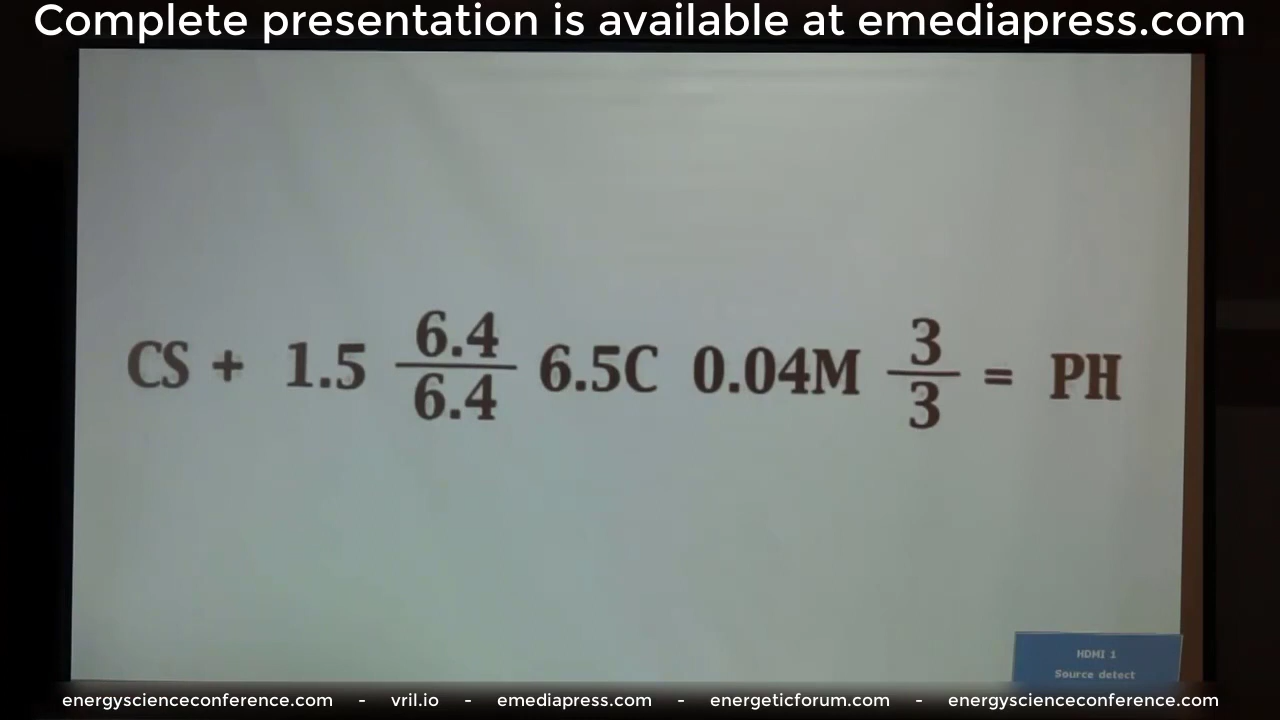 Complete presentation is available at emediapress.com
CS + 1.5 6.4/6.4 6.5C 0.04M 3/3 = PH
HDMI 1
Source detect
energyscienceconference.com - vril.io - emediapress.com - energeticforum.com - energyscienceconference.com